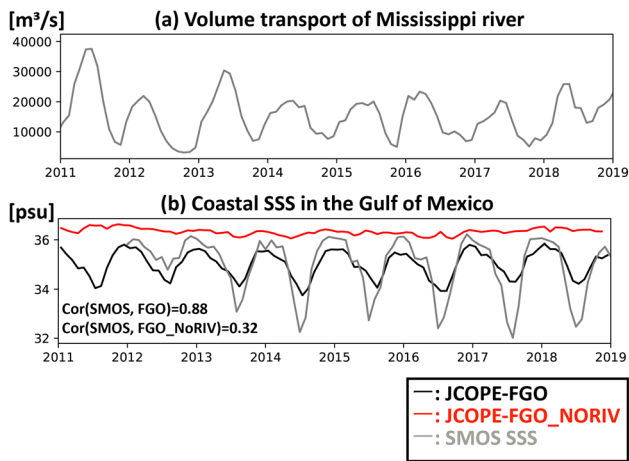 [m³/s] (a) Volume transport of Mississippi river
40000
30000
20000
10000
2011 2012 2013 2014 2015 2016 2017 2018 2019
[psu] (b) Coastal SSS in the Gulf of Mexico
36
34
Cor(SMOS, FGO)=0.88
Cor(SMOS, FGO_NoRIV)=0.32
32
2011 2012 2013 2014 2015 2016 2017 2018 2019
: JCOPE-FGO
: JCOPE-FGO_NORIV
: SMOS SSS